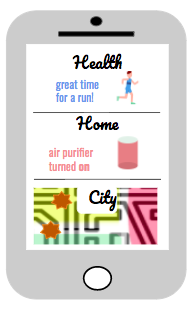 Health
great time
for a run!
Home
air purifier
turned on
City